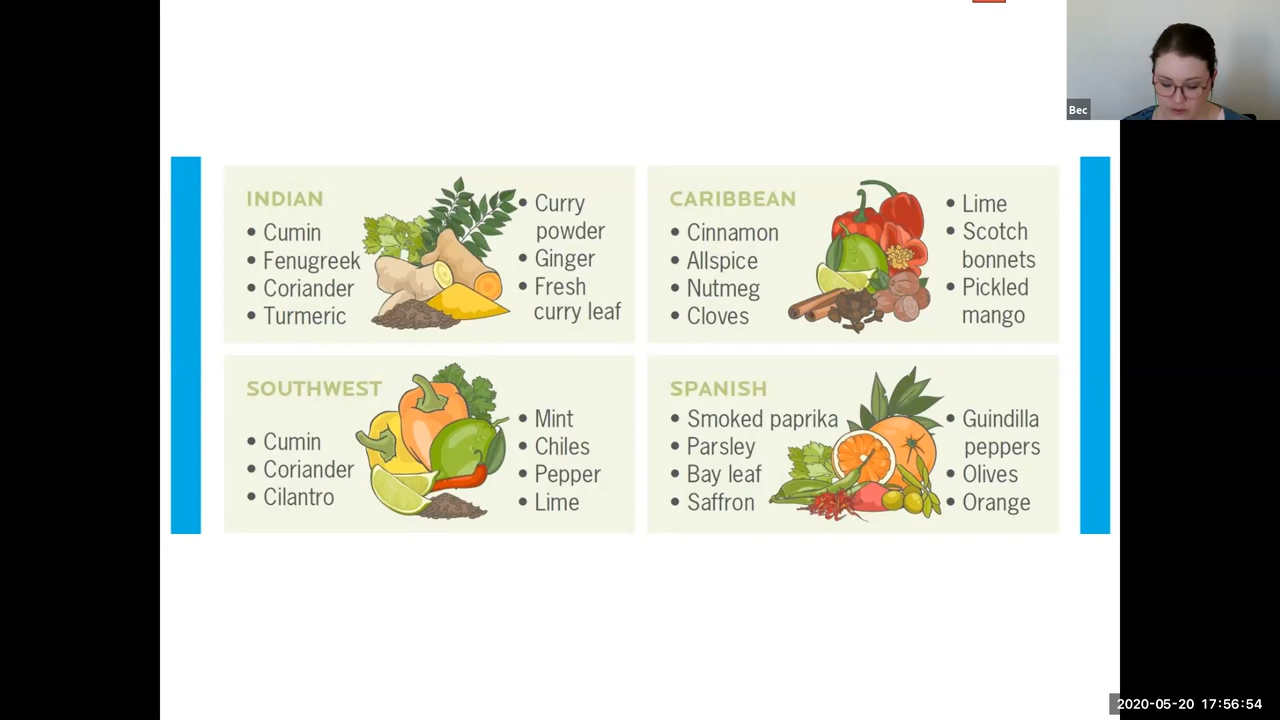 Bec
INDIAN
• Cumin
• Fenugreek
• Coriander
• Turmeric
• Curry
powder
• Ginger
• Fresh
curry leaf
CARIBBEAN
• Cinnamon
• Allspice
• Nutmeg
• Cloves
• Lime
• Scotch
bonnets
• Pickled
mango
SOUTHWEST
• Cumin
• Coriander
• Cilantro
• Mint
• Chiles
• Pepper
• Lime
SPANISH
• Smoked paprika
• Parsley
• Bay leaf
• Saffron
• Guindilla
peppers
• Olives
• Orange
2020-05-20 17:56:54